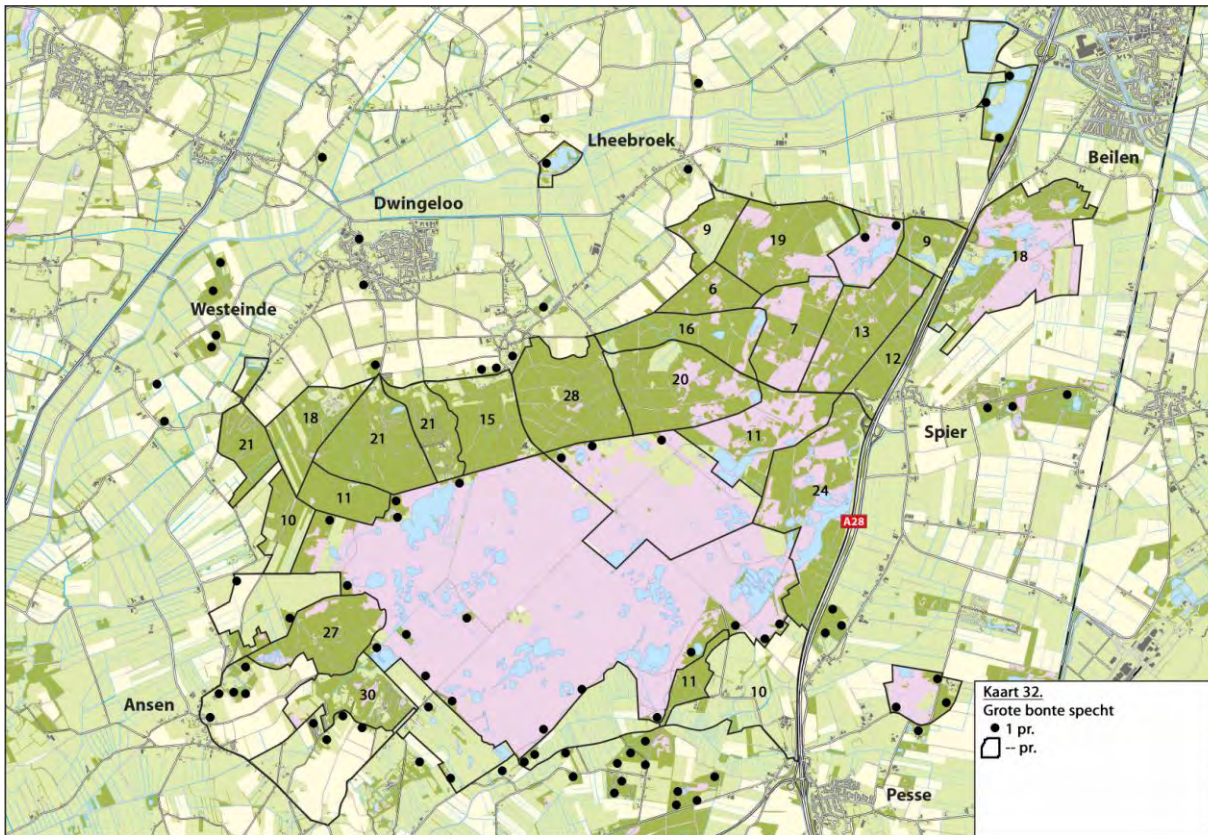 Lheebroek
Beilen
Dwingeloo
9
19
9
18
6
Westeinde
16
7
13
12
20
28
18
21
21
15
21
11
Spier
11
24
10
A28
27
11
10
30
Ansen
Kaart 32.
Grote bonte specht
1 pr.
-- pr.
Pesse